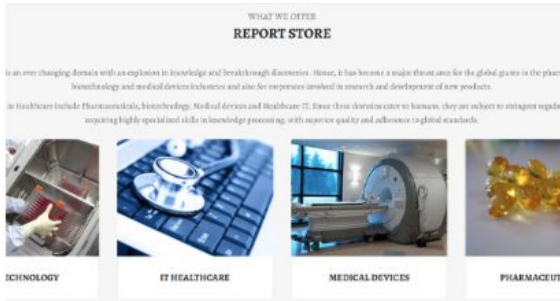 WHAT WE OFFER
REPORT STORE
is an ever changing domain with an explosion in knowledge and breakthrough discoveries. Hence, it has become a major thrust area for the global giants in the phar
biotechnology and medical devices industries and also for corporates involved in research and development of new products.
in Healthcare include Pharmaceuticals, biotechnology, Medical devices and Healthcare IT. Since these domains cater to humans, they are subject to stringent regula
requiring highly specialized skills in knowledge processing, with superior quality and adherence to global standards.
ECHNOLOGY
IT HEALTHCARE
MEDICAL DEVICES
PHARMACEUT